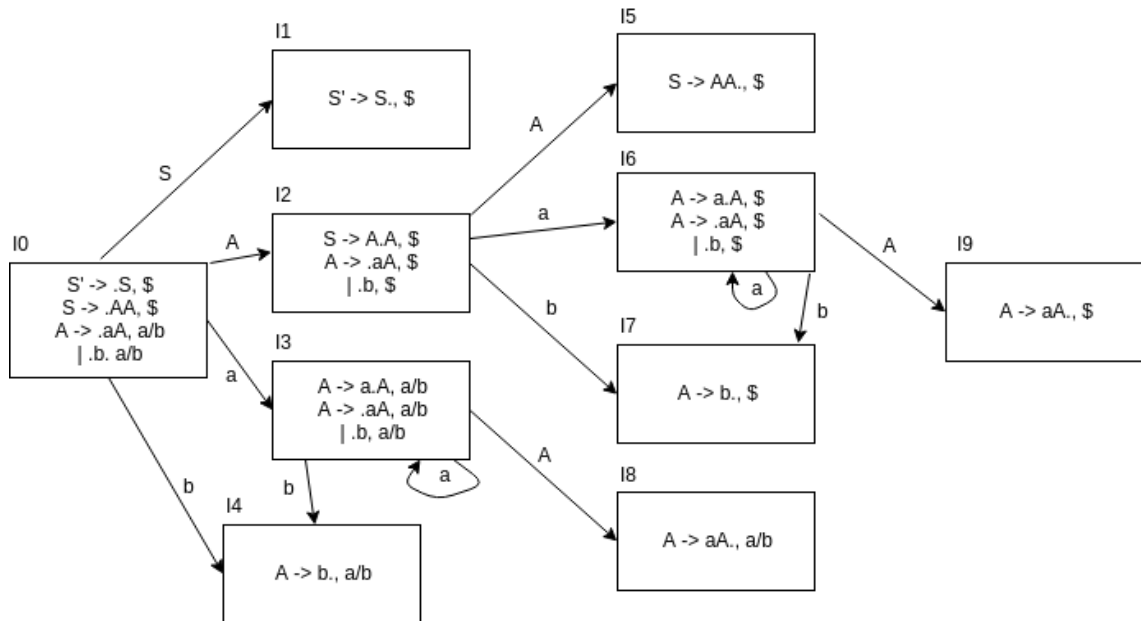 I0
S' -> .S, $
S -> .AA, $
A -> .aA, a/b
| .b. a/b
S
A
a
b
I1
S' -> S., $
I2
S -> A.A, $
A -> .aA, $
| .b, $
A
a
b
I3
A -> a.A, a/b
A -> .aA, a/b
| .b, a/b
a
b
A
I4
A -> b., a/b
I5
S -> AA., $
I6
A -> a.A, $
A -> .aA, $
| .b, $
a
b
A
I7
A -> b., $
I8
A -> aA., a/b
I9
A -> aA., $